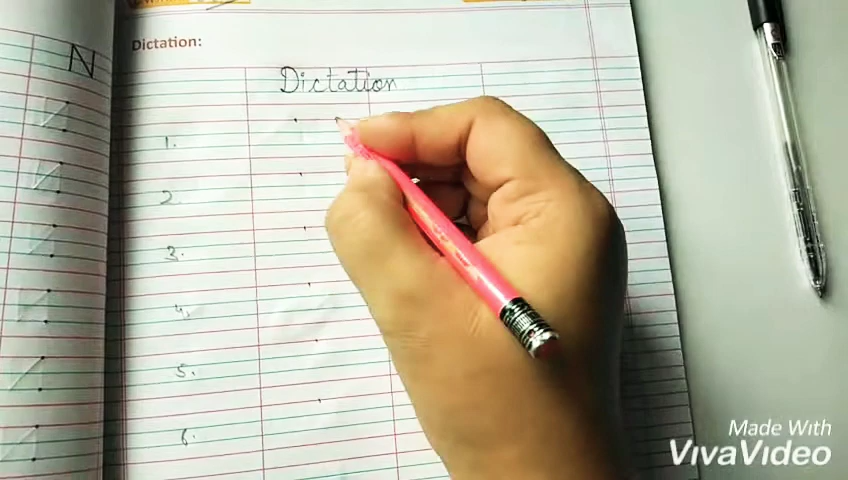 N
Dictation:
Dictation
1.
2.
3.
4.
5.
6.
Made With
VivaVideo